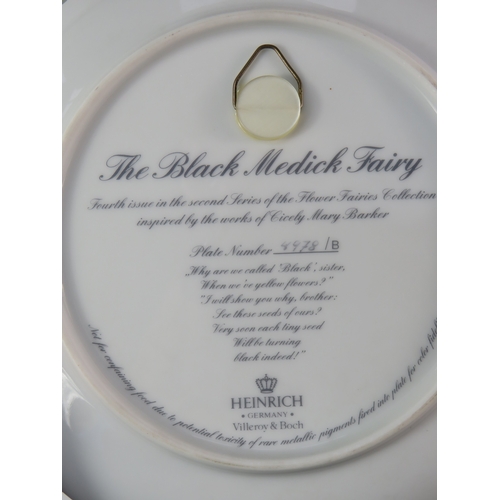 The Black Medick Fairy
Fourth issue in the second Series of the Flower Fairies Collection
inspired by the works of Cicely Mary Barker
Plate Number 4978/B
„Why are we called 'Black', sister,
When we've yellow flowers?"
"I will show you why, brother:
See these seeds of ours?
Very soon each tiny seed
Will be turning
black indeed!"
HEINRICH
• GERMANY •
Villeroy & Boch
Not for containing food due to potential toxicity of rare metallic pigments fired into plate for color